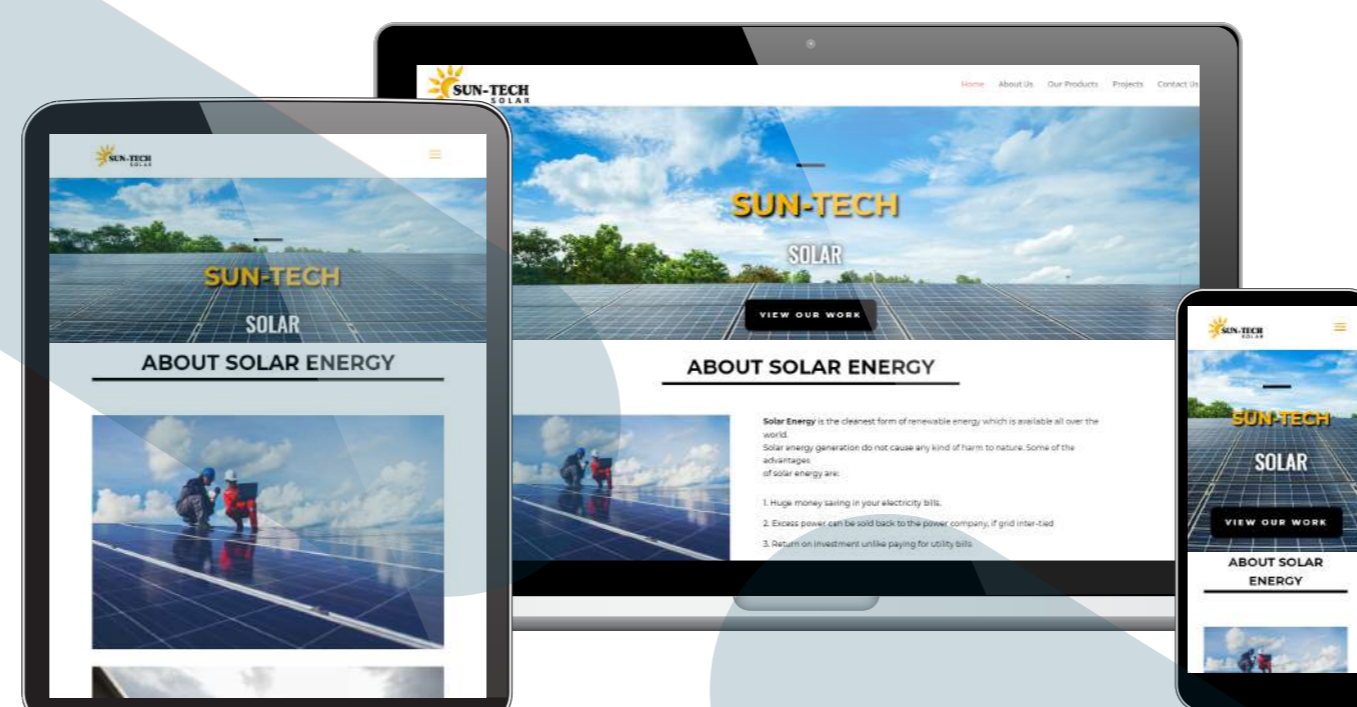 SUN-TECH
SOLAR
SUN-TECH
SOLAR
ABOUT SOLAR ENERGY
SUN-TECH
SOLAR
Home About Us Our Products Projects Contact Us
SUN-TECH
SOLAR
VIEW OUR WORK
ABOUT SOLAR ENERGY
Solar Energy is the cleanest form of renewable energy which is available all over the
world.
Solar energy generation do not cause any kind of harm to nature. Some of the
advantages
of solar energy are:
1. Huge money saving in your electricity bills.
2. Excess power can be sold back to the power company, if grid inter-tied
3. Return on Investment unlike paying for utility bills
SUN-TECH
SOLAR
SUN-TECH
SOLAR
VIEW OUR WORK
ABOUT SOLAR
ENERGY